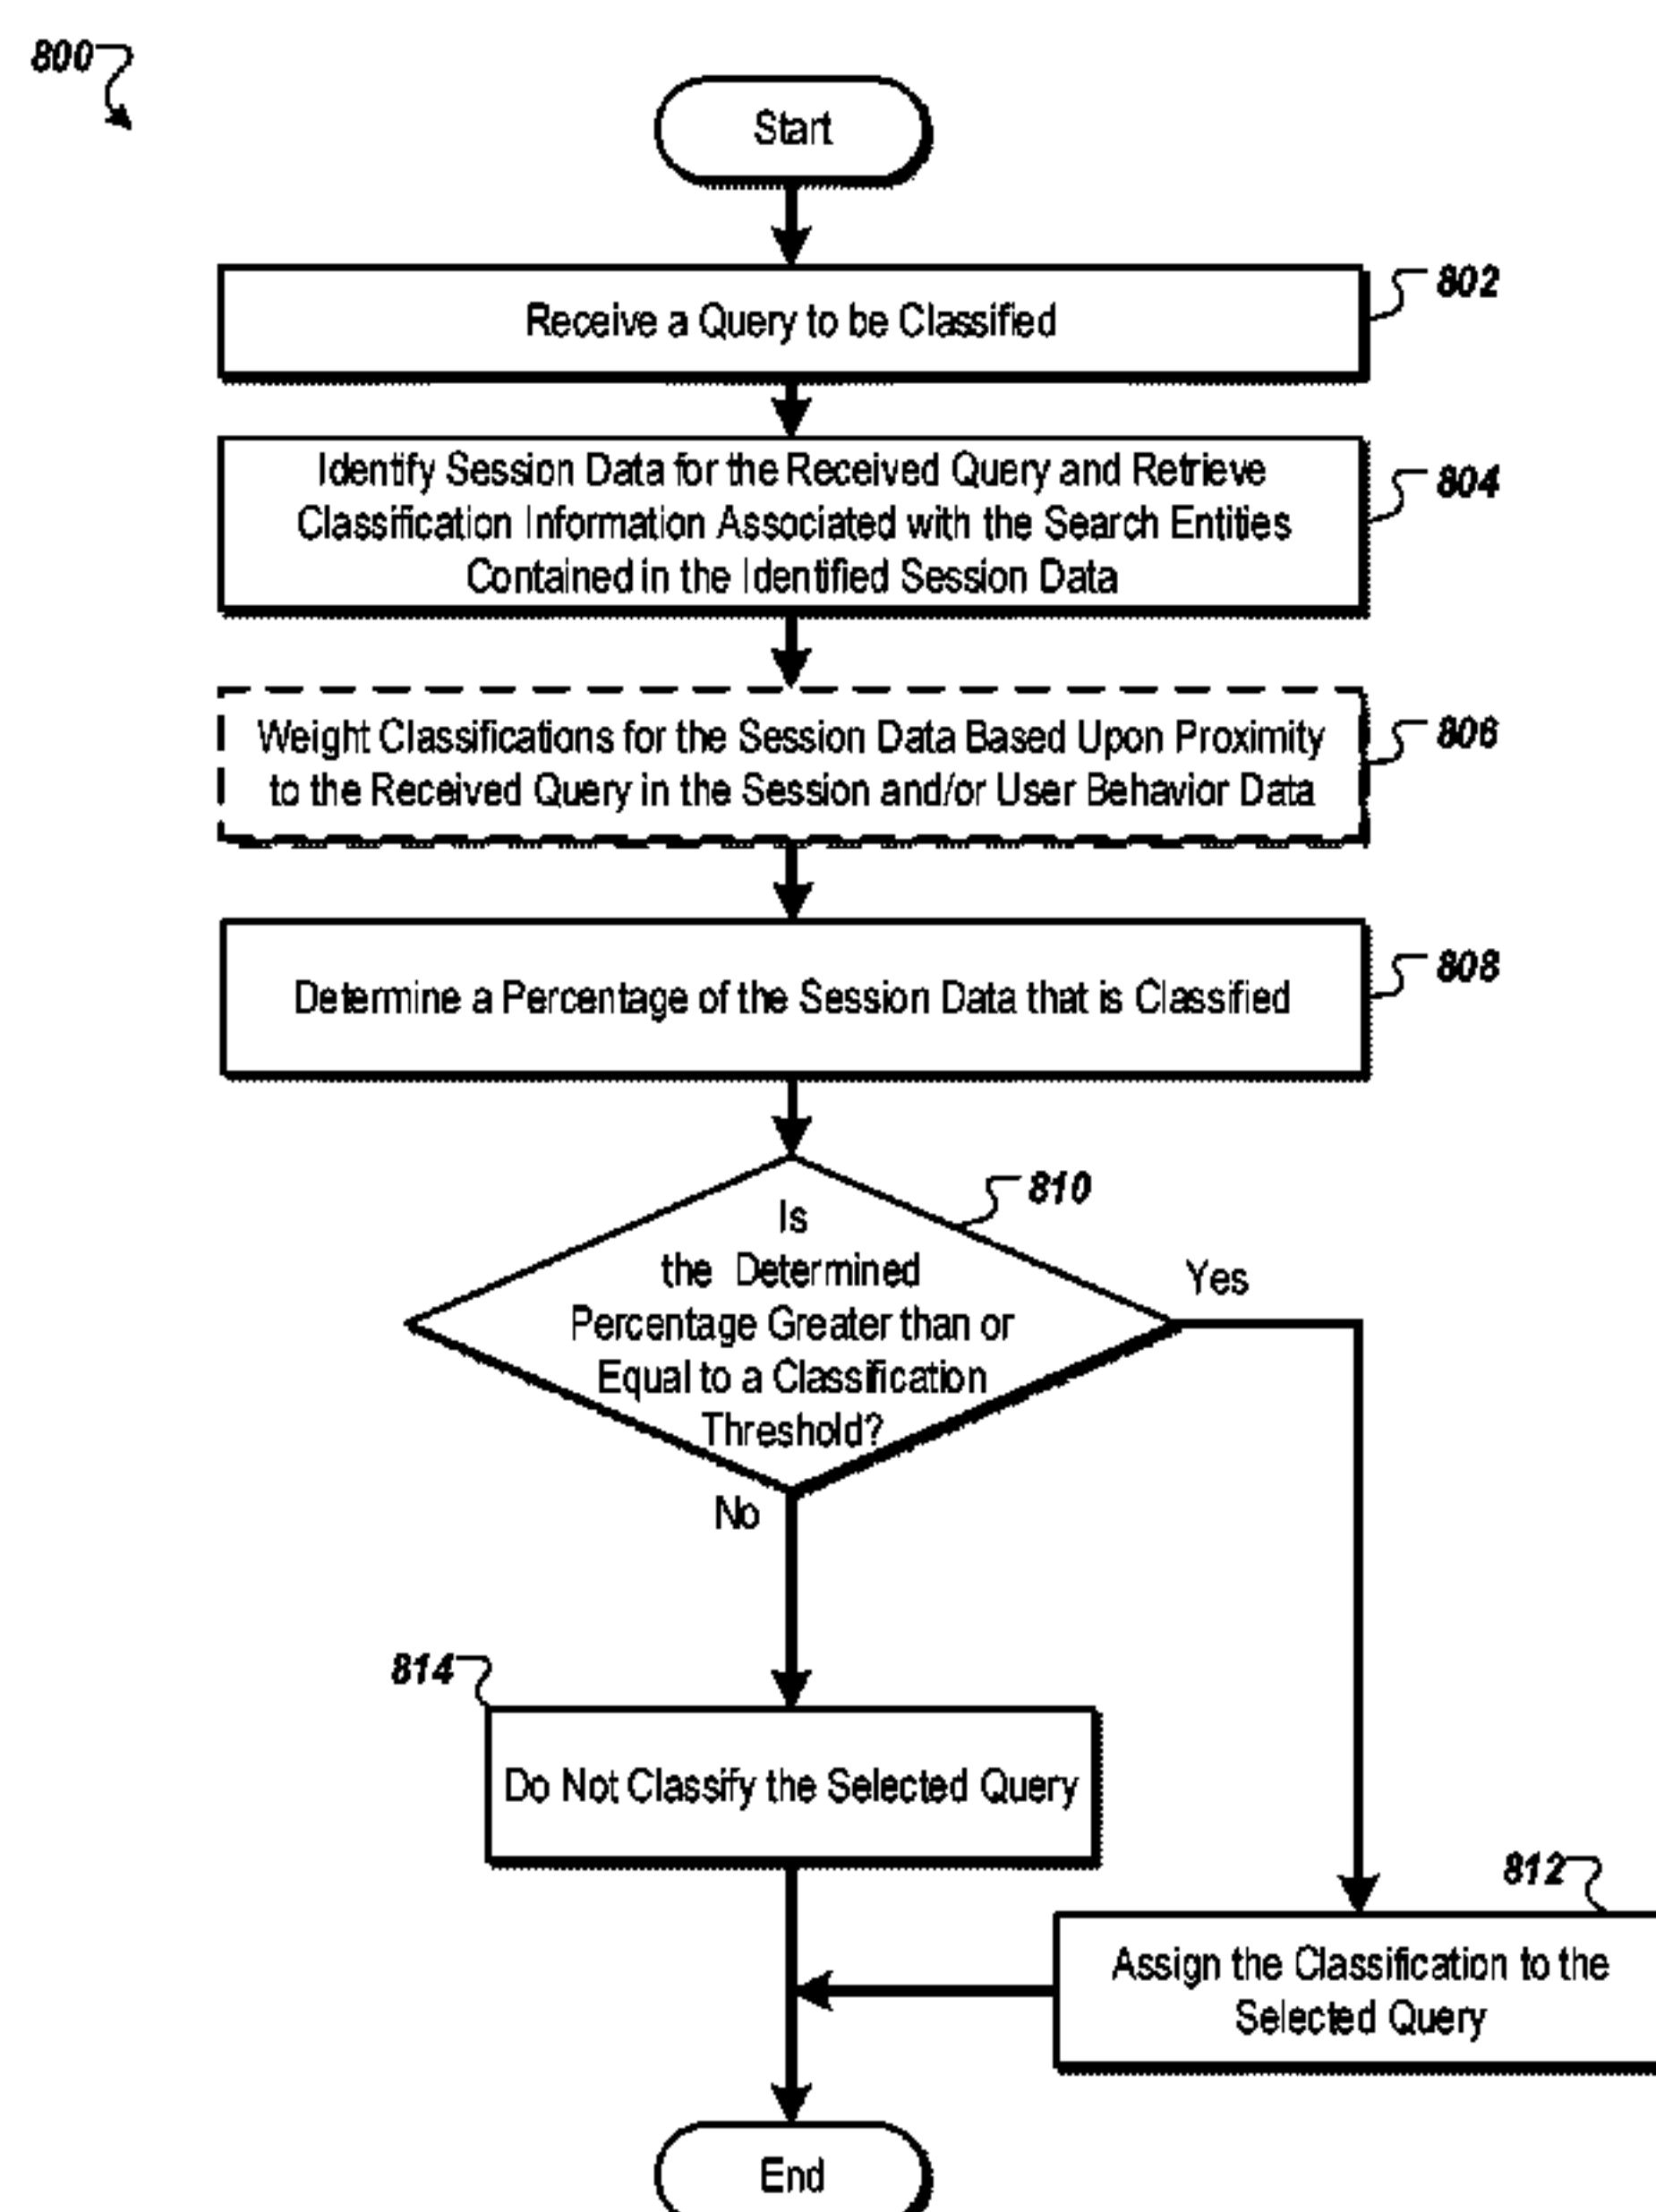 800
Start
Receive a Query to be Classified
802
Identify Session Data for the Received Query and Retrieve
Classification Information Associated with the Search Entities
Contained in the Identified Session Data
804
Weight Classifications for the Session Data Based Upon Proximity
to the Received Query in the Session and/or User Behavior Data
806
Determine a Percentage of the Session Data that is Classified
808
Is
the Determined
Percentage Greater than or
Equal to a Classification
Threshold?
810
Yes
No
814
Do Not Classify the Selected Query
812
Assign the Classification to the
Selected Query
End